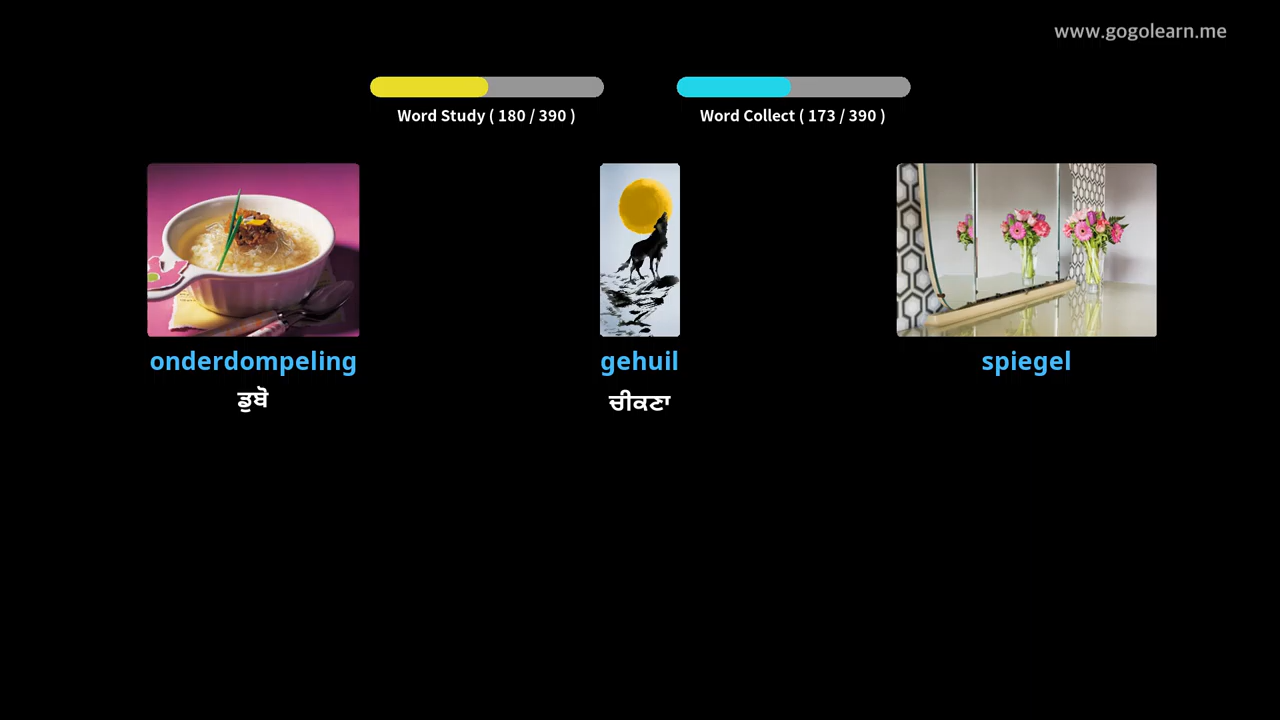 www.gogolearn.me
Word Study ( 180 / 390 )
Word Collect ( 173 / 390 )
onderdompeling
gehuil
spiegel
ਡੁਬੋ
ਚੀਕਣਾ